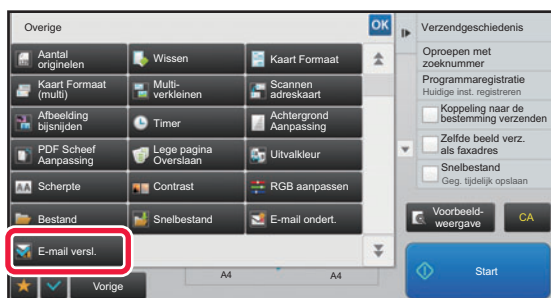 Overige
OK
Aantal
originelen
Wissen
Kaart Formaat
Kaart Formaat
(multi)
Multi-
verkleinen
Scannen
adreskaart
Afbeelding
bijsnijden
Timer
Achtergrond
Aanpassing
PDF Scheef
Aanpassing
Lege pagina
Overslaan
Uitvalkleur
AA
Scherpte
Contrast
RGB aanpassen
Bestand
Snelbestand
E-mail ondert.
E-mail versl.
Vorige
A4
A4
Verzendgeschiedenis
Oproepen met
zoeknummer
Programmaregistratie
Huidige inst. registreren
Koppeling naar de
bestemming verzenden
Zelfde beeld verz.
als faxadres
Snelbestand
Geg. tijdelijk opslaan
Voorbeeld-
weergave
CA
Start